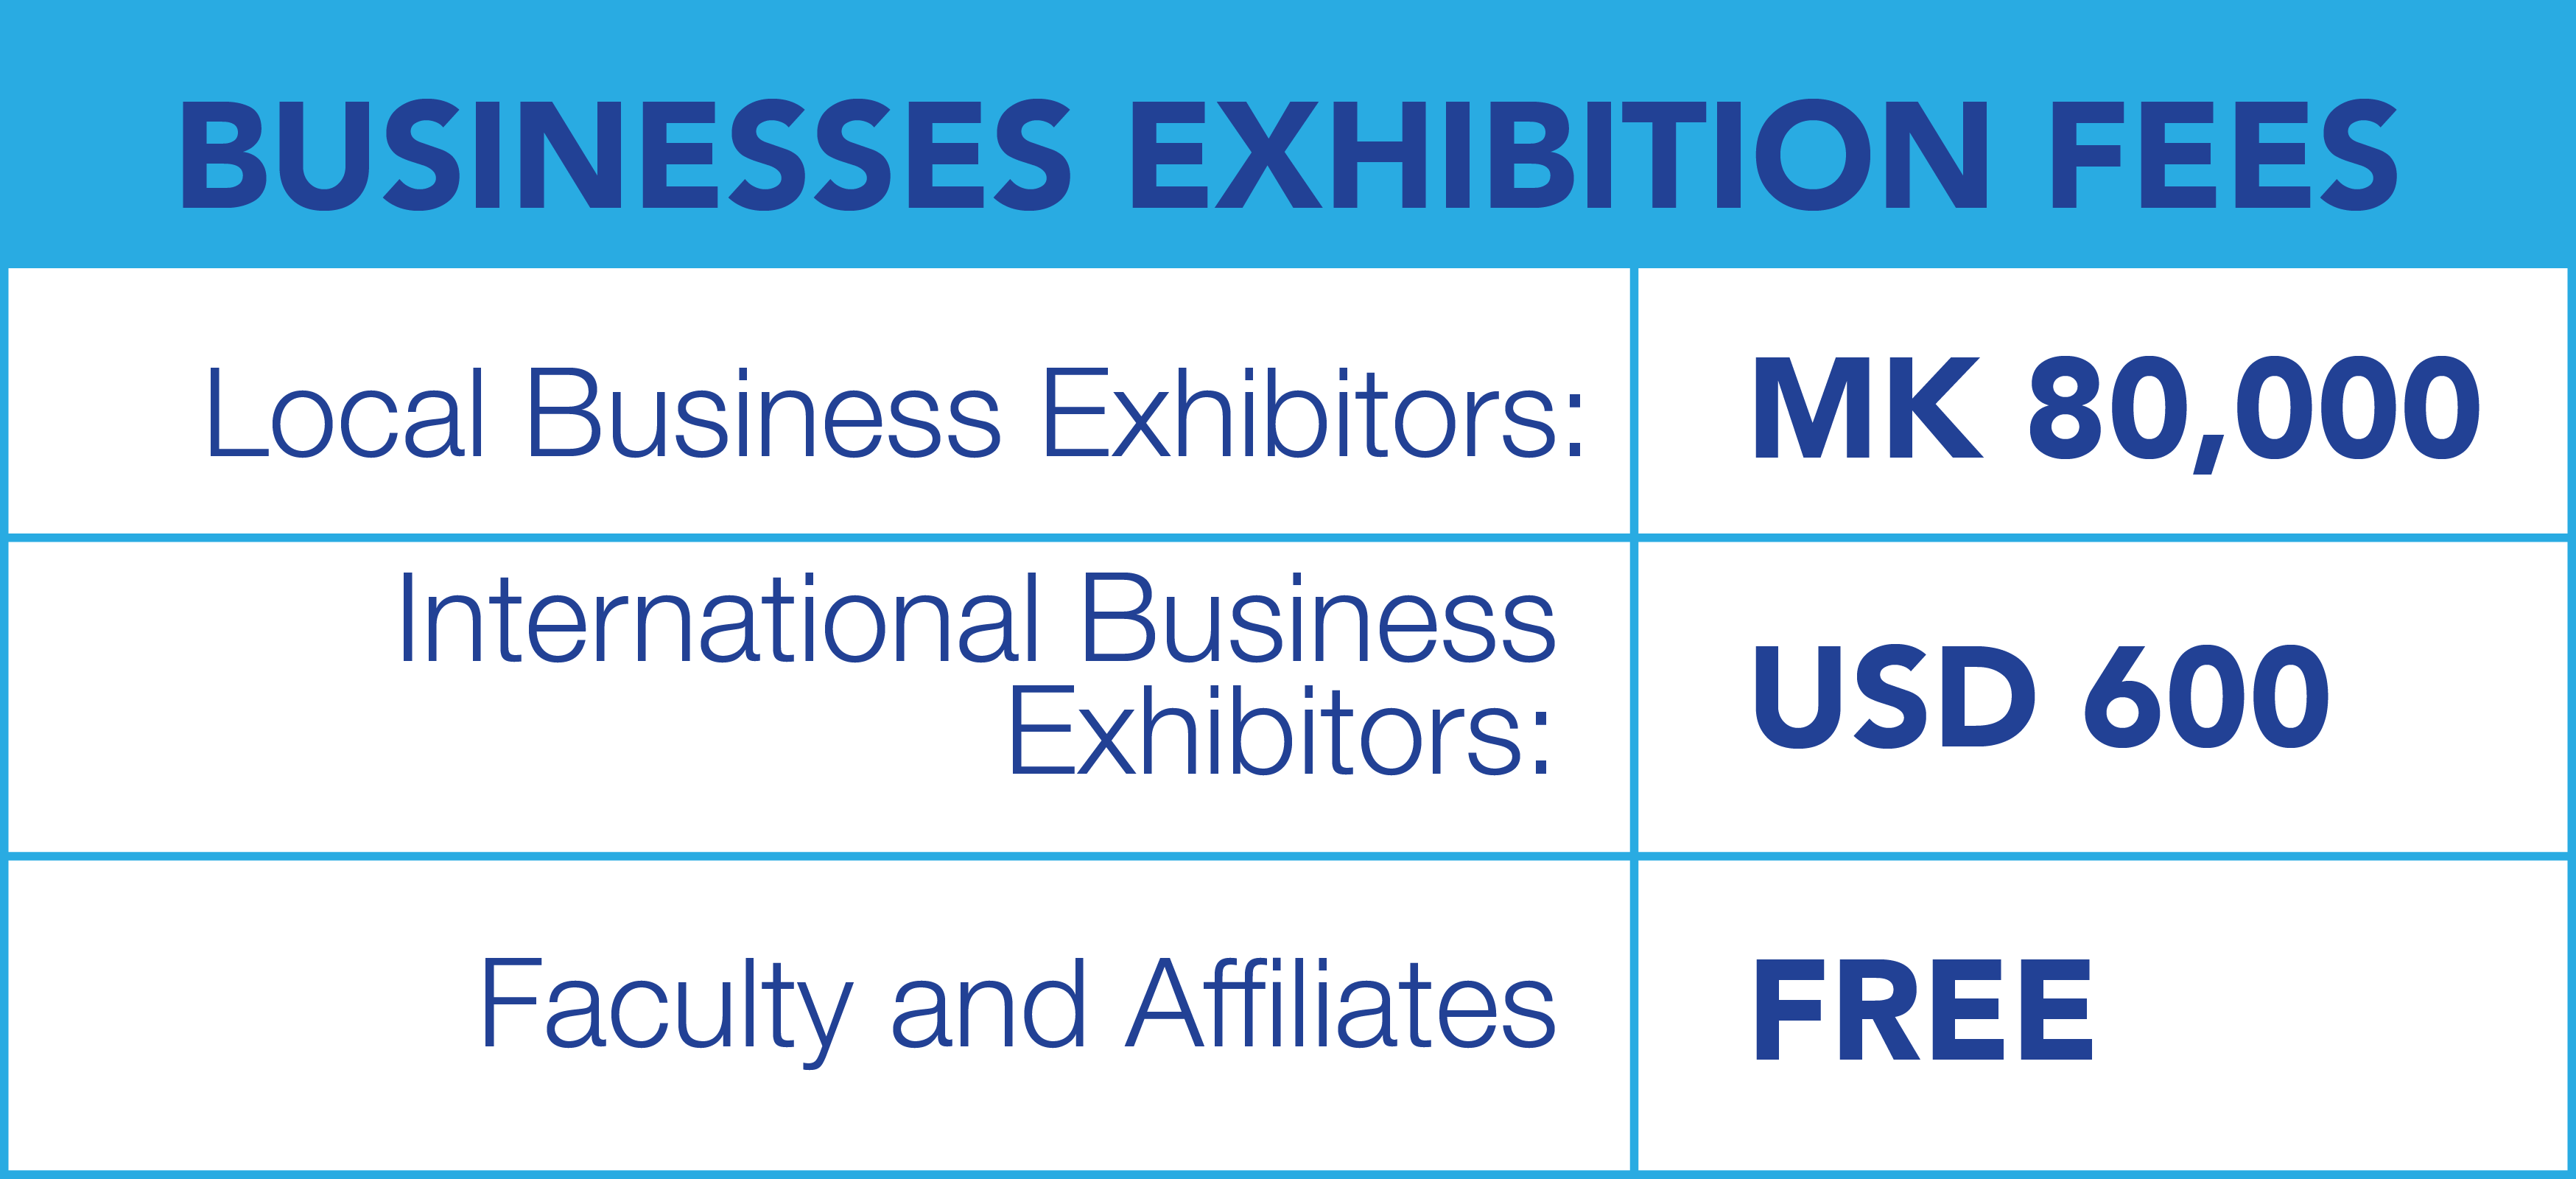 BUSINESSES EXHIBITION FEES
Local Business Exhibitors:
MK 80,000
International Business
Exhibitors:
USD 600
Faculty and Affiliates
FREE